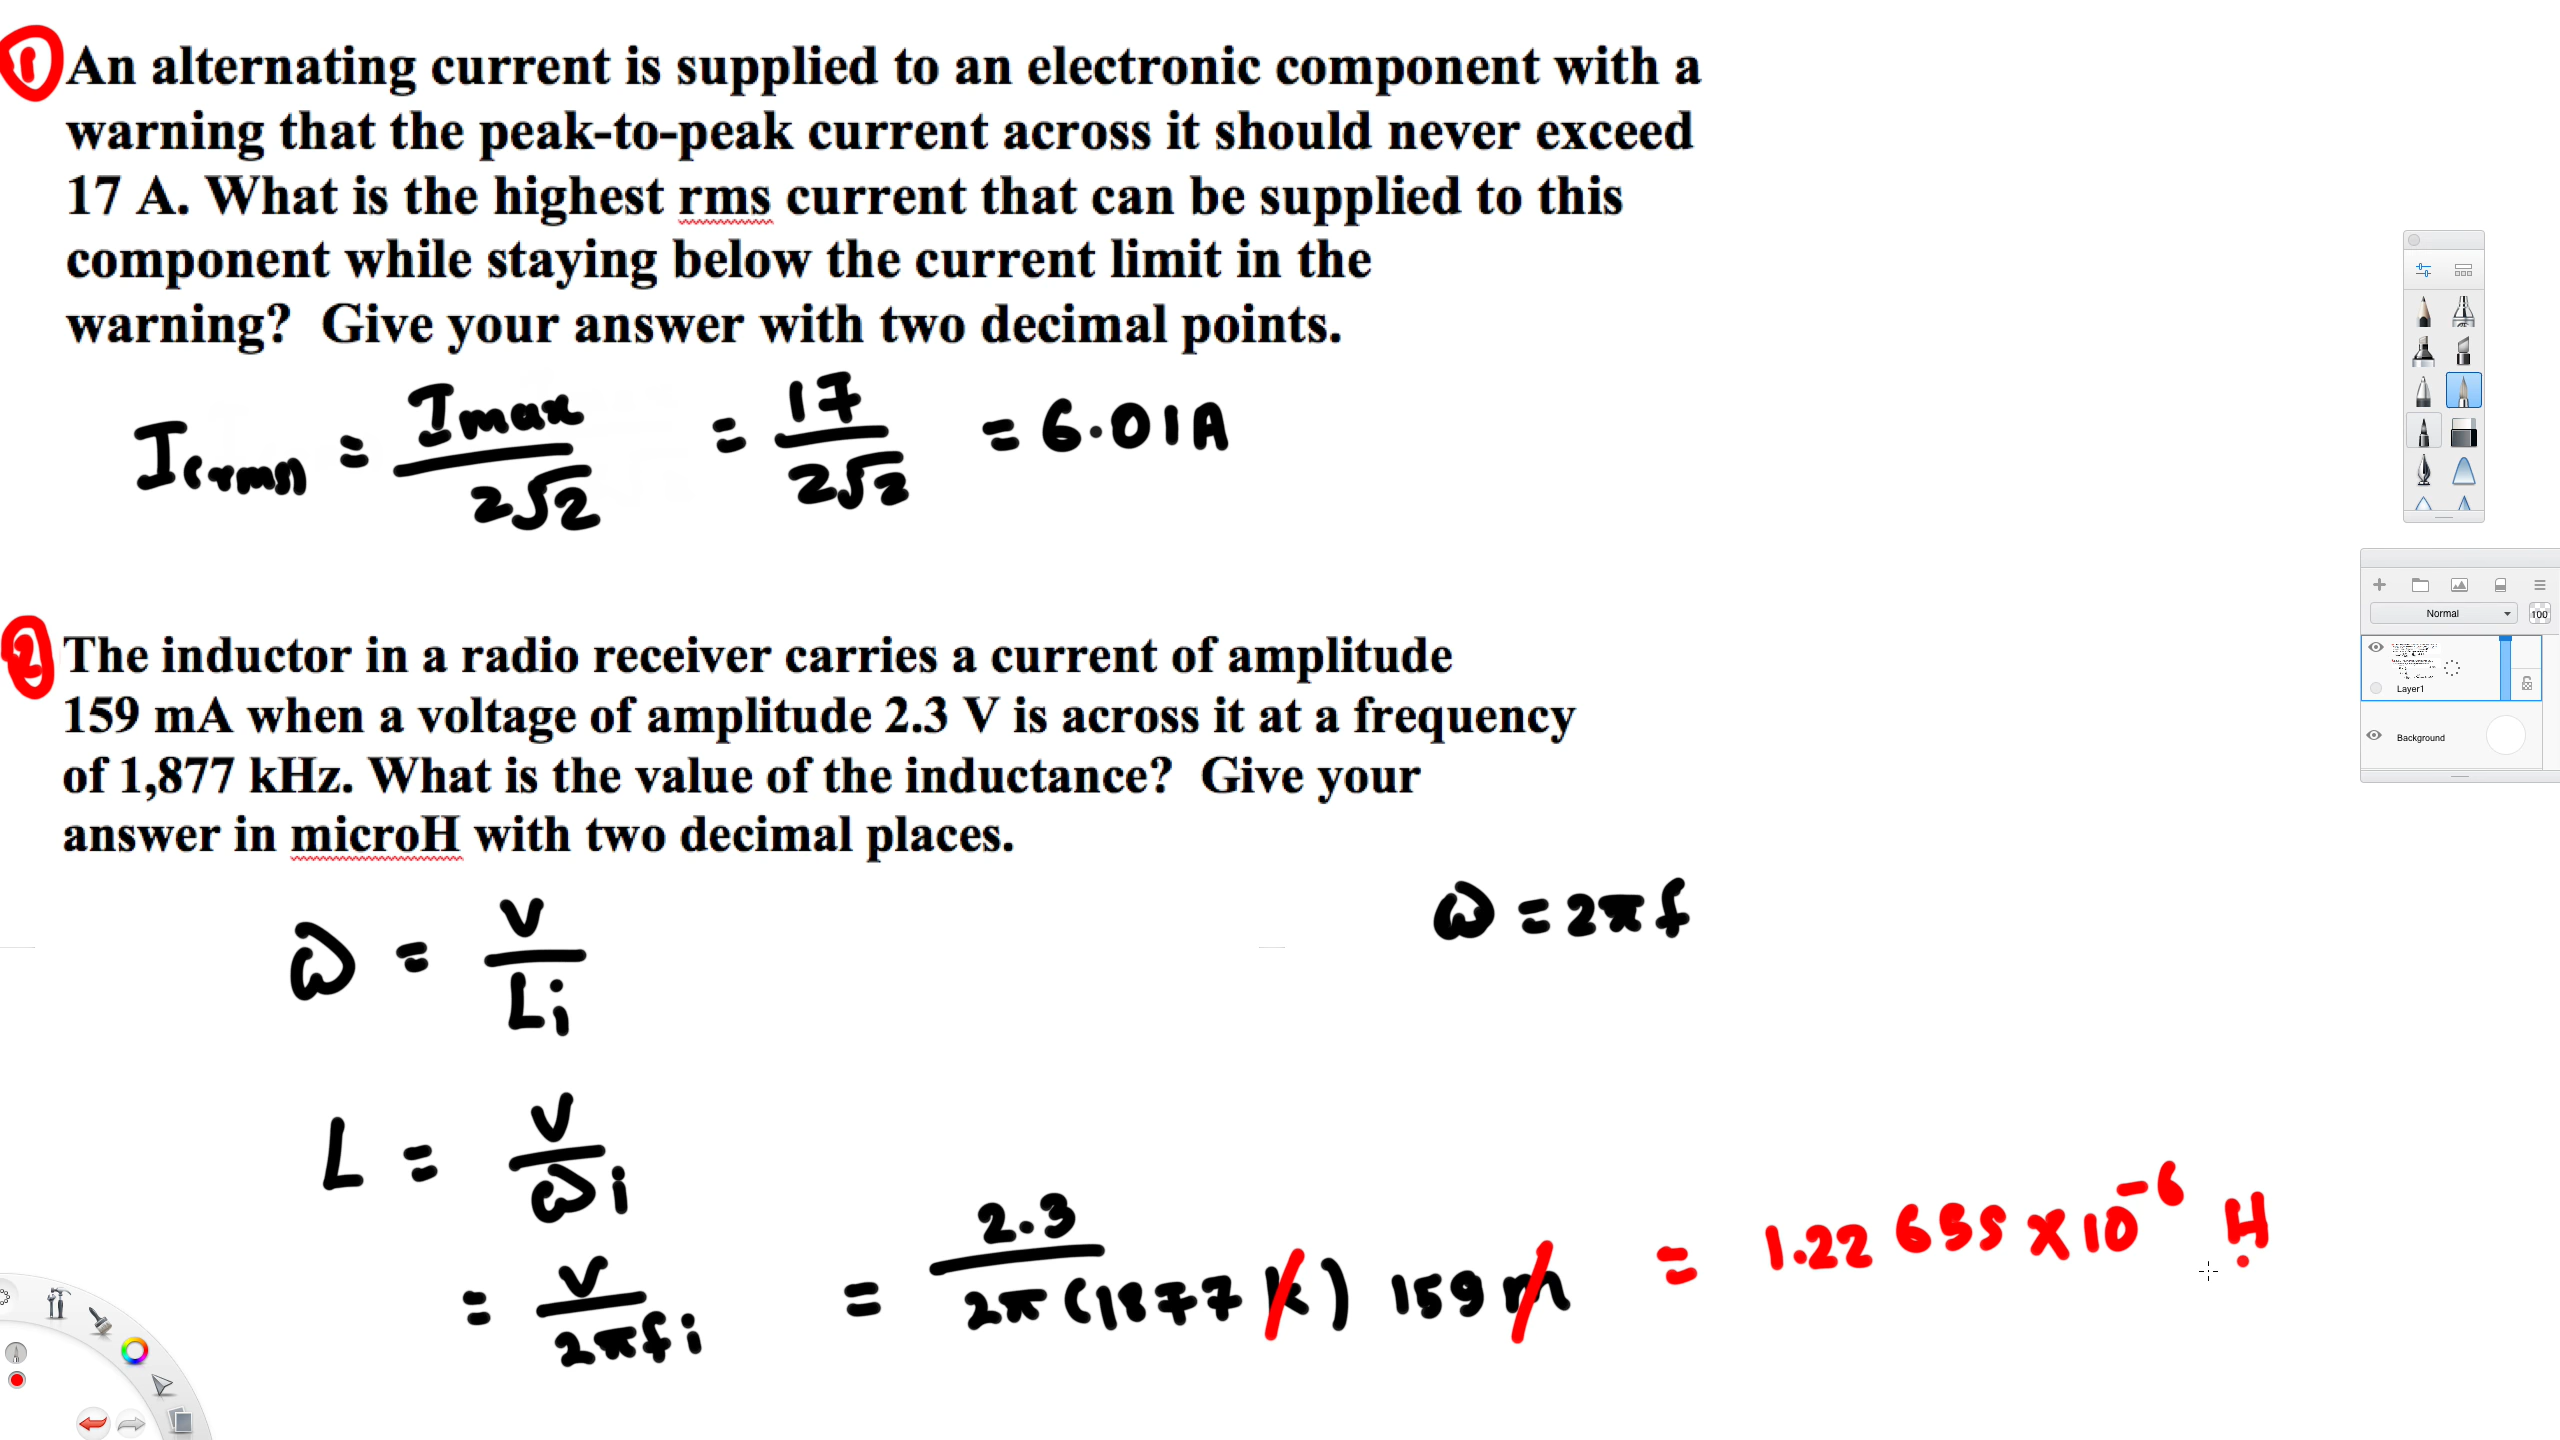 1 An alternating current is supplied to an electronic component with a
warning that the peak-to-peak current across it should never exceed
17 A. What is the highest rms current that can be supplied to this
component while staying below the current limit in the
warning?  Give your answer with two decimal points.
I(rms) = Imax / 2√2 = 17 / 2√2 = 6.01A
2 The inductor in a radio receiver carries a current of amplitude
159 mA when a voltage of amplitude 2.3 V is across it at a frequency
of 1,877 kHz. What is the value of the inductance?  Give your
answer in microH with two decimal places.
ω = 2πf
ω = V / Li
L = V / ωi
= V / 2πfi = 2.3 / 2π(1877k) 159m = 1.22655 × 10^-6 H
Normal
100
Layer1
Background